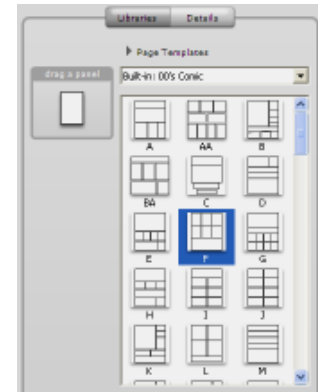 Libraries Details
Page Templates
drag a panel
Built-in: 00's Comic
A AA B
BA C D
E F G
H I J
K L M